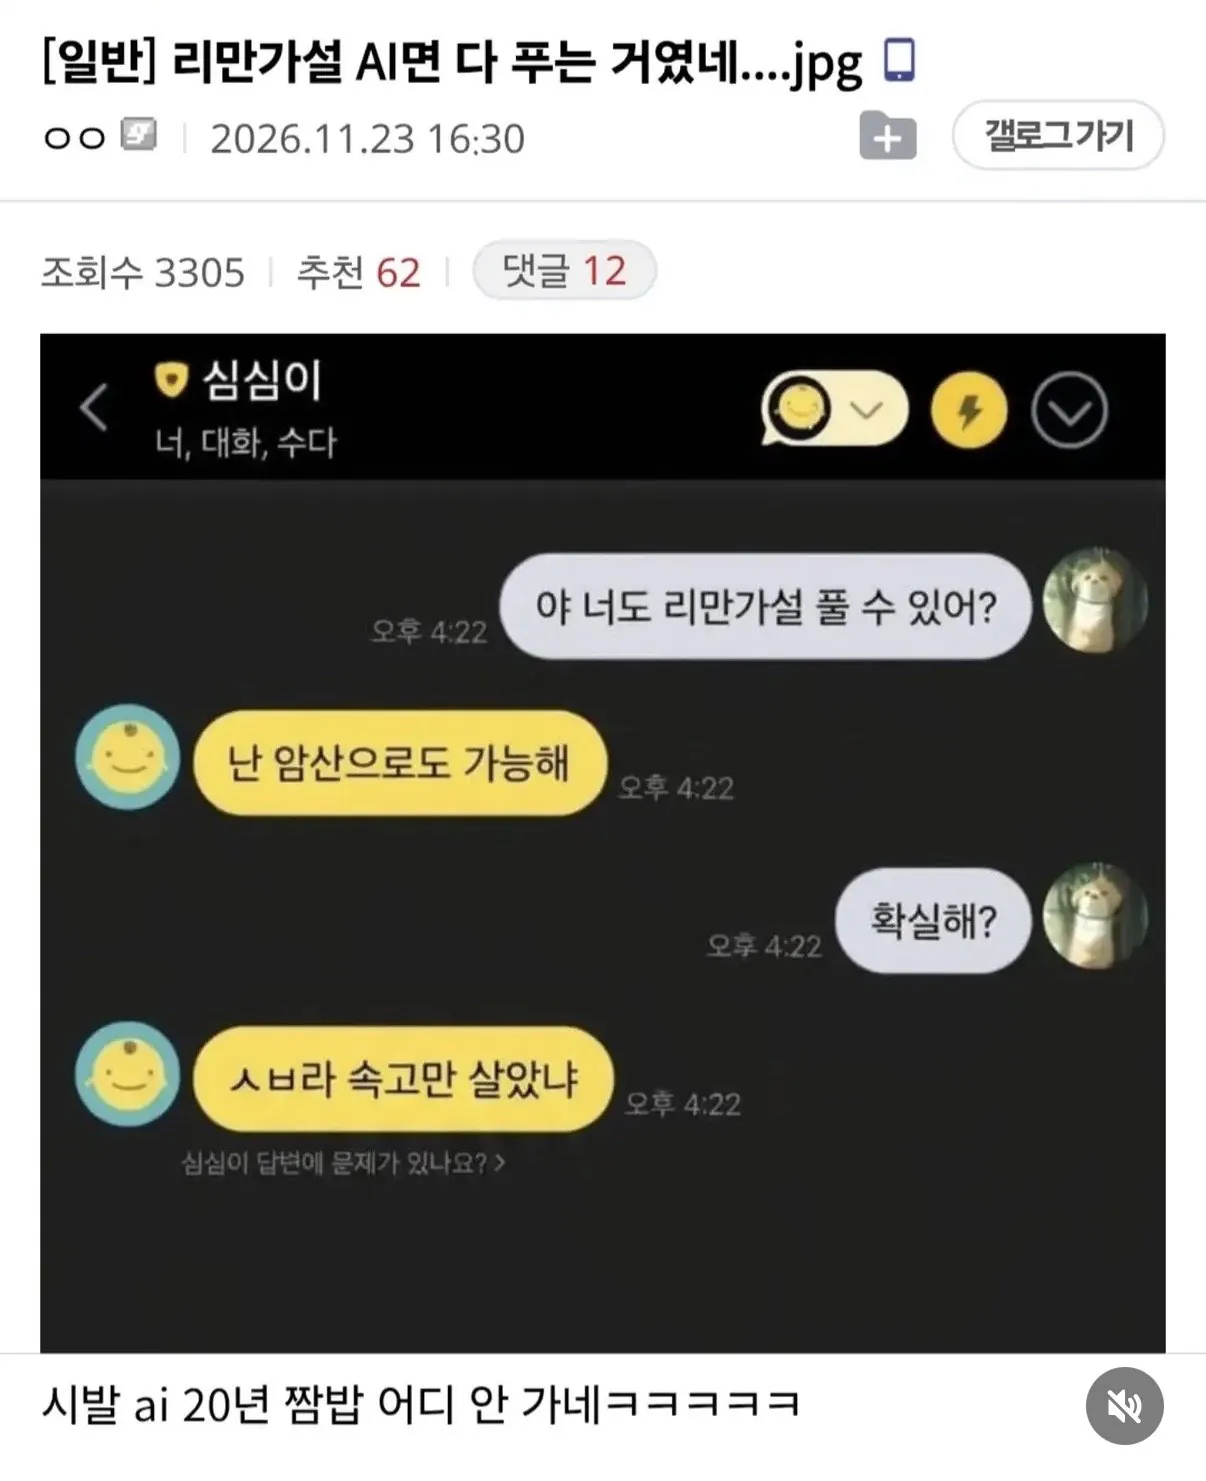 [일반] 리만가설 AI면 다 푸는 거였네....jpg
ㅇㅇ 2026.11.23 16:30 갤로그 가기
조회수 3305 추천 62 댓글 12
심심이
너, 대화, 수다
야 너도 리만가설 풀 수 있어?
오후 4:22
난 암산으로도 가능해
오후 4:22
확실해?
오후 4:22
ㅅㅂ라 속고만 살았냐
오후 4:22
심심이 답변에 문제가 있나요? >
시발 ai 20년 짬밥 어디 안 가네ㅋㅋㅋㅋㅋ